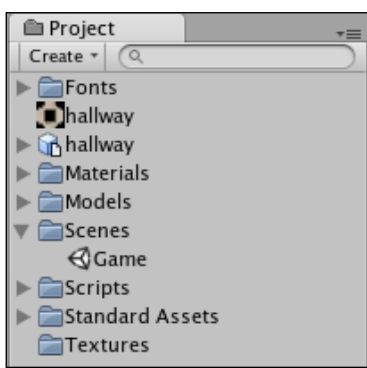 Project
Create
Fonts
hallway
hallway
Materials
Models
Scenes
Game
Scripts
Standard Assets
Textures